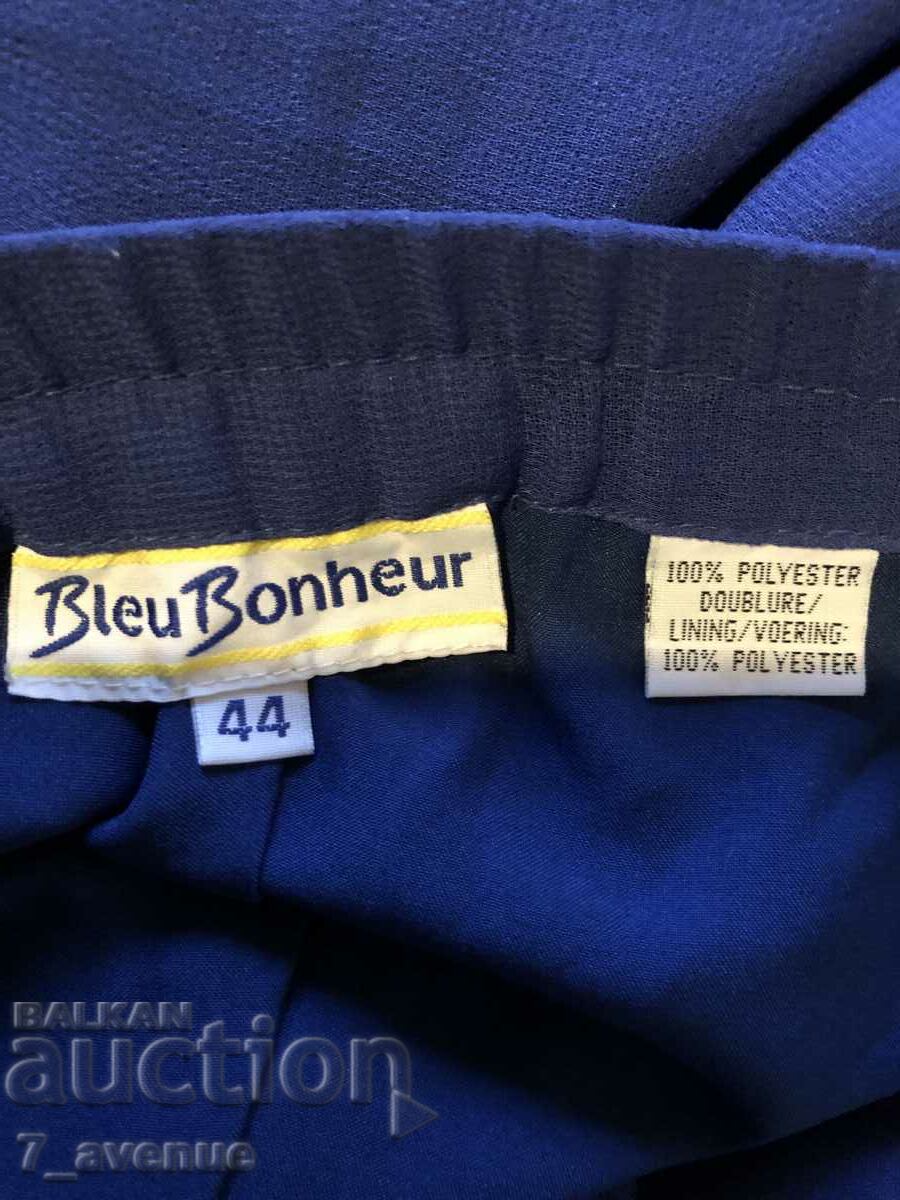 BleuBonheur
44
100% POLYESTER
DOUBLURE/
LINING/VOERING:
100% POLYESTER
BALKAN
auction
7_avenue